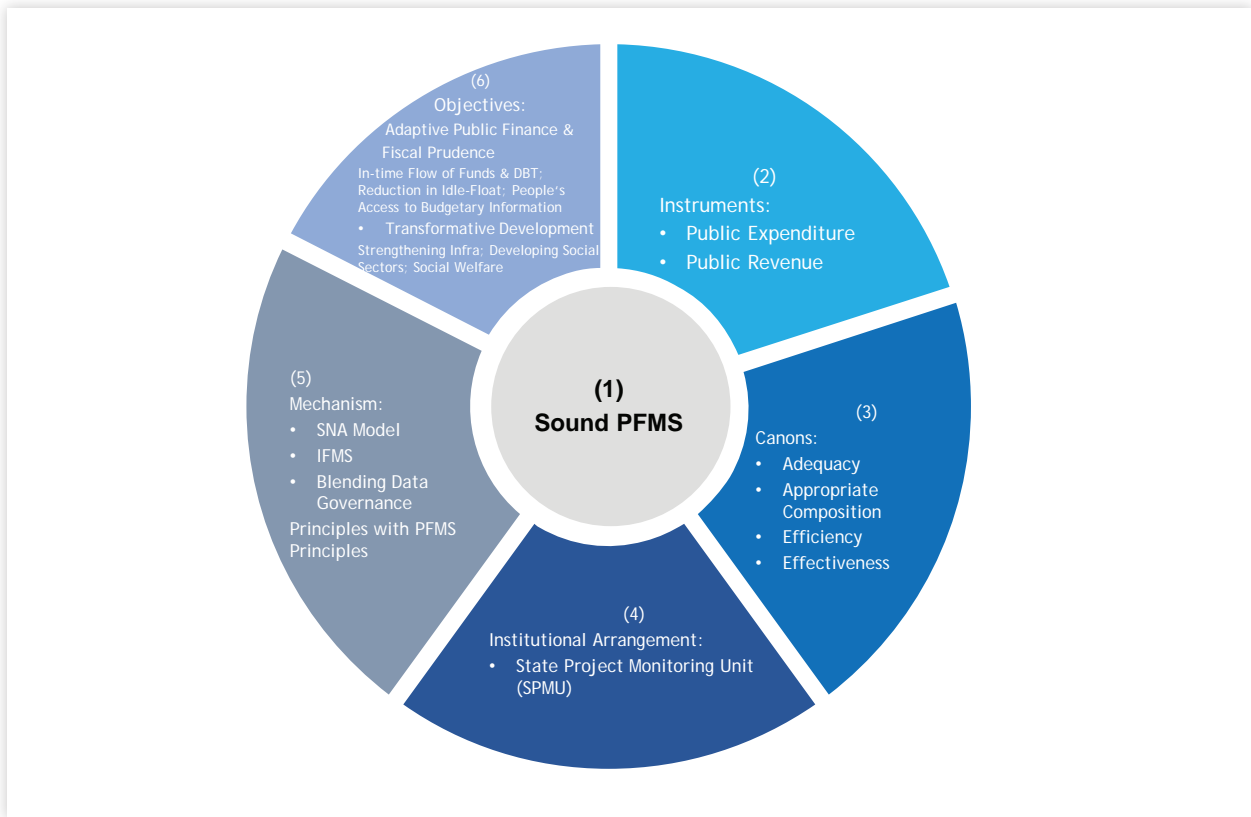 (1)
Sound PFMS
(2)
Instruments:
• Public Expenditure
• Public Revenue
(3)
Canons:
• Adequacy
• Appropriate
Composition
• Efficiency
• Effectiveness
(4)
Institutional Arrangement:
• State Project Monitoring Unit
(SPMU)
(5)
Mechanism:
• SNA Model
• IFMS
• Blending Data
Governance
Principles with PFMS
Principles
(6)
Objectives:
Adaptive Public Finance &
Fiscal Prudence
In-time Flow of Funds & DBT;
Reduction in Idle-Float; People's
Access to Budgetary Information
• Transformative Development
Strengthening Infra; Developing Social
Sectors; Social Welfare